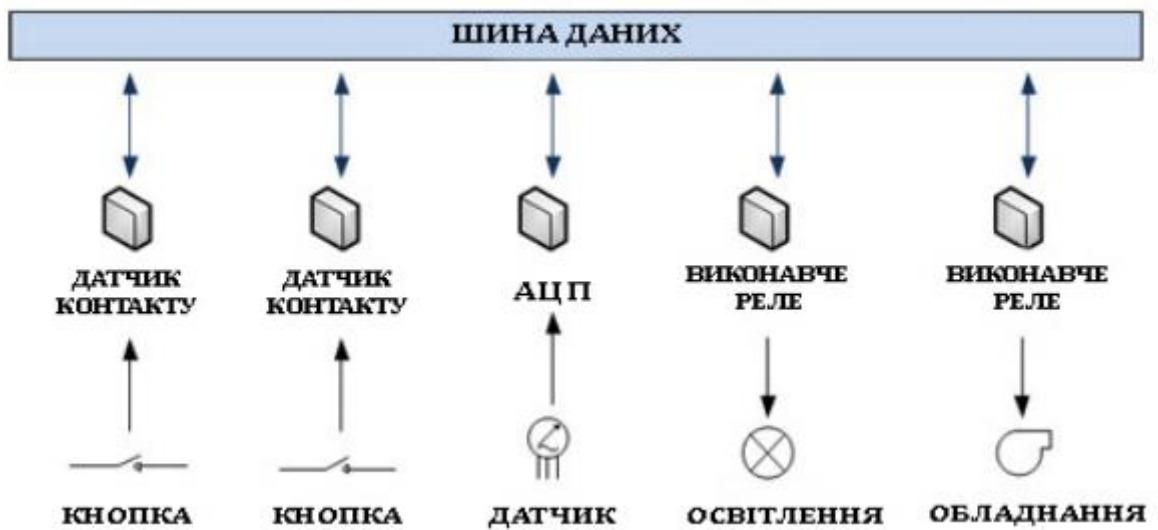 ШИНА ДАНИХ
ДАТЧИК
КОНТАКТУ
ДАТЧИК
КОНТАКТУ
АЦП
ВИКОНАВЧЕ
РЕЛЕ
ВИКОНАВЧЕ
РЕЛЕ
КНОПКА
КНОПКА
ДАТЧИК
ОСВІТЛЕННЯ
ОБЛАДНАННЯ